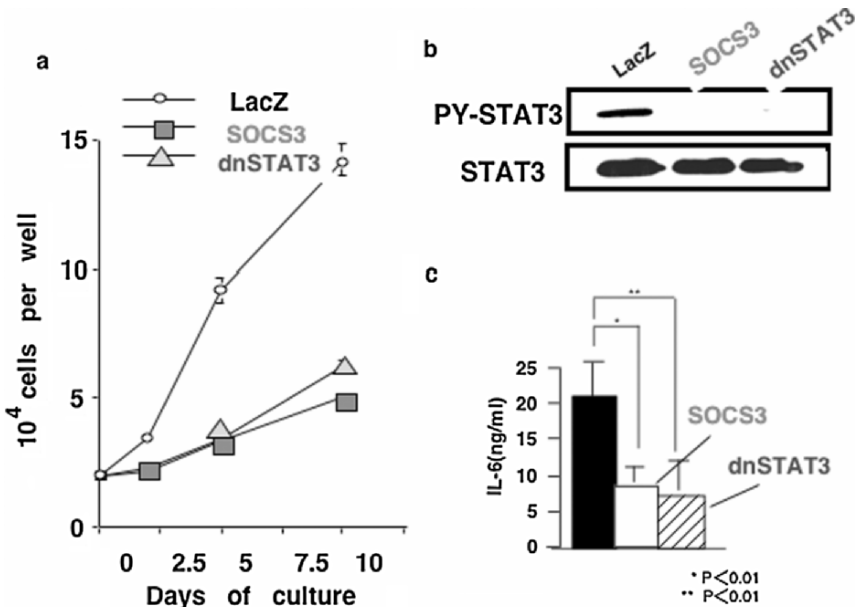 a
LacZ
SOCS3
dnSTAT3
15
10
5
0
10⁴ cells per well
0 2.5 5 7.5 10
Days of culture
b
LacZ SOCS3 dnSTAT3
PY-STAT3
STAT3
c
**
*
25
20
15
10
5
0
IL-6(ng/ml)
SOCS3
dnSTAT3
* P<0.01
** P<0.01